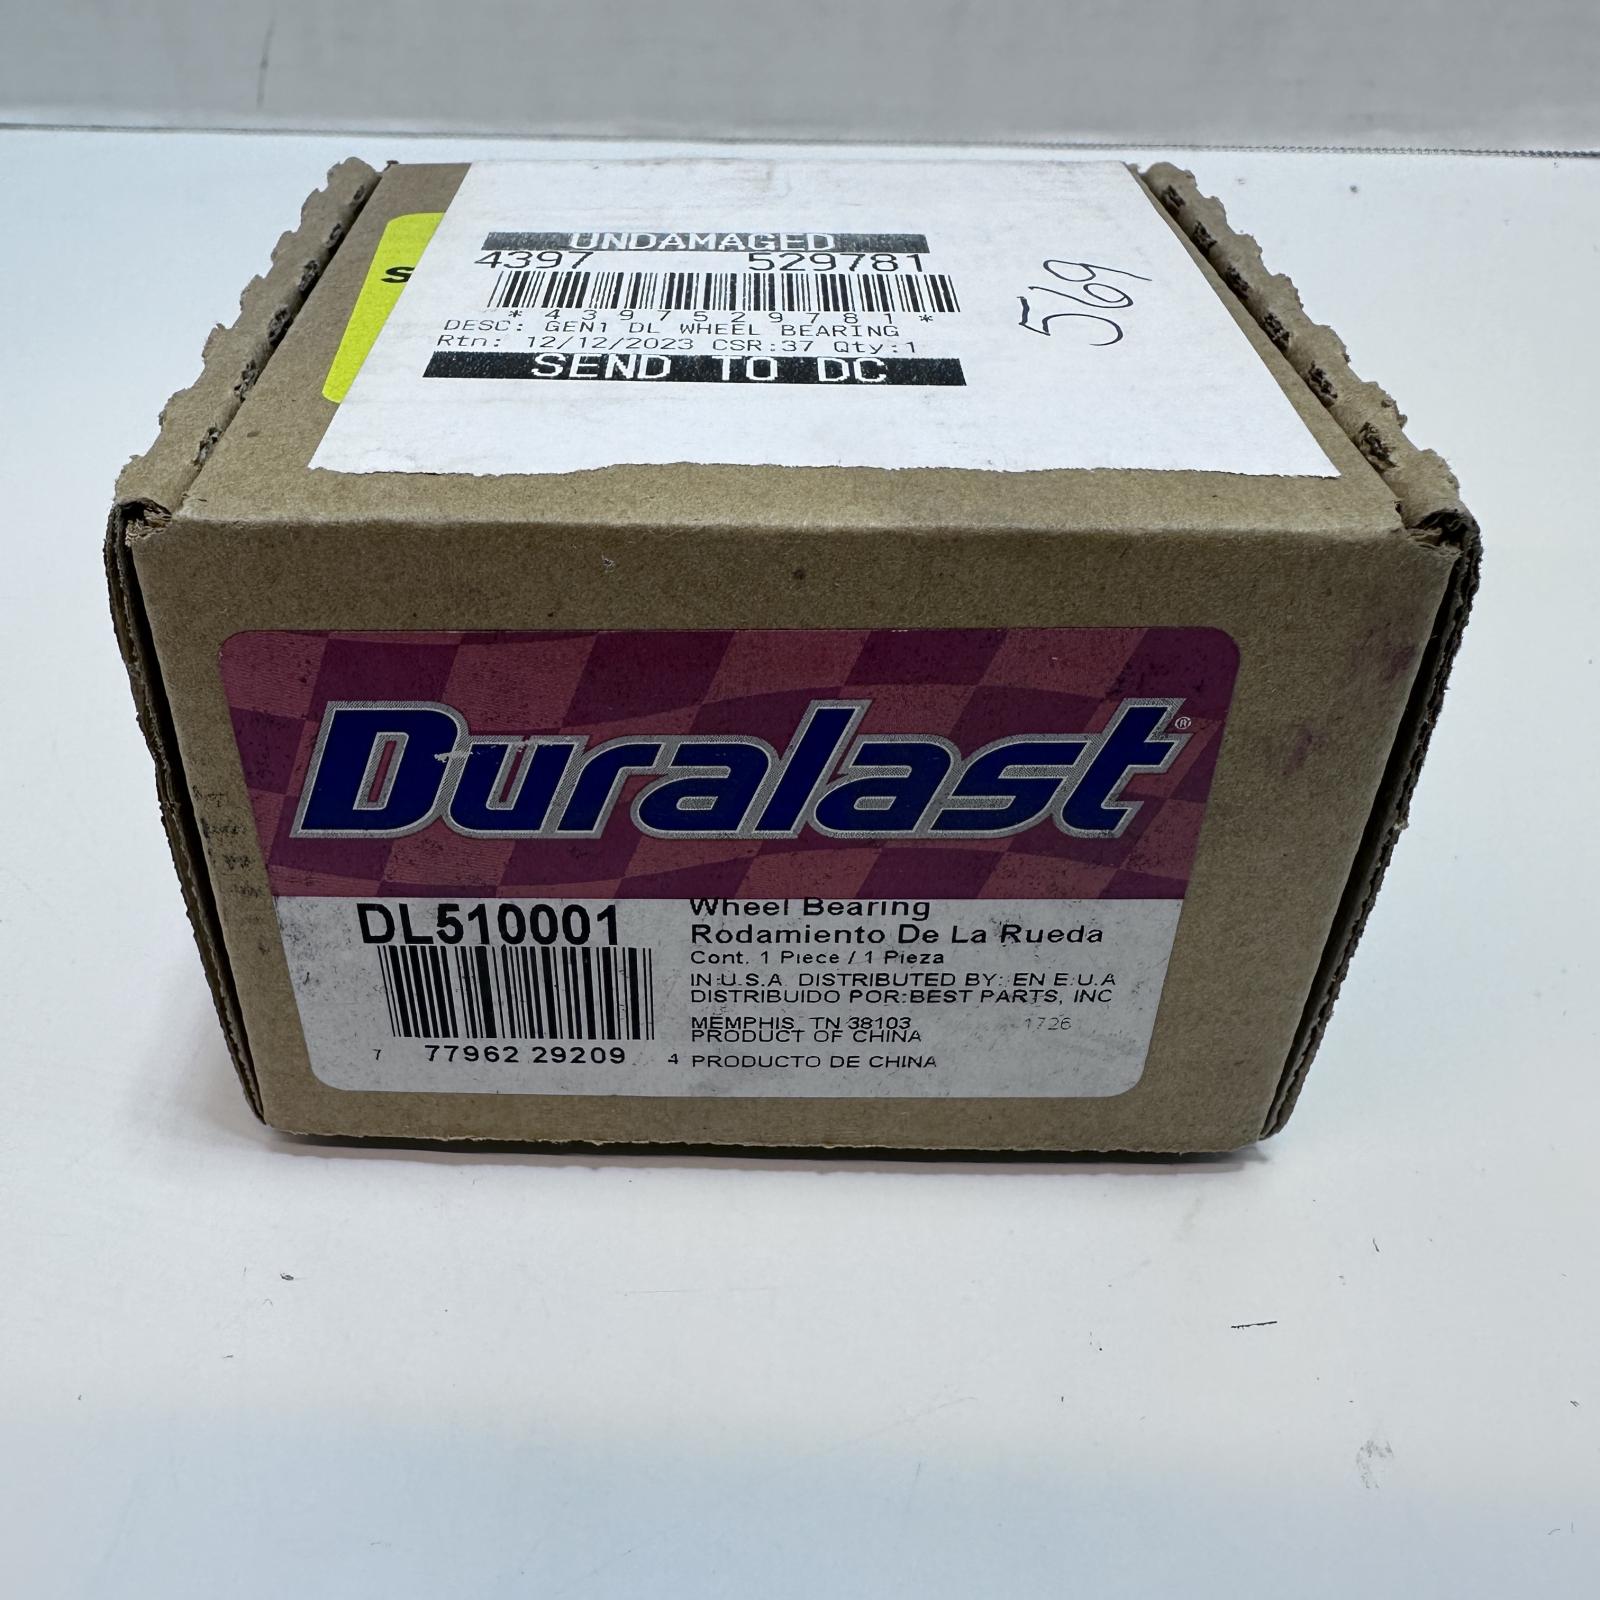 UNDAMAGED
4397 529781
*4397529781*
DESC: GEN1 DL WHEEL BEARING
Rtn: 12/12/2023 CSR:37 Qty:1
SEND TO DC
569
S
Duralast®
DL510001
7 77962 29209 4
Wheel Bearing
Rodamiento De La Rueda
Cont. 1 Piece / 1 Pieza
IN U.S.A. DISTRIBUTED BY: EN E.U.A
DISTRIBUIDO POR:BEST PARTS, INC
MEMPHIS, TN 38103 1726
PRODUCT OF CHINA
PRODUCTO DE CHINA